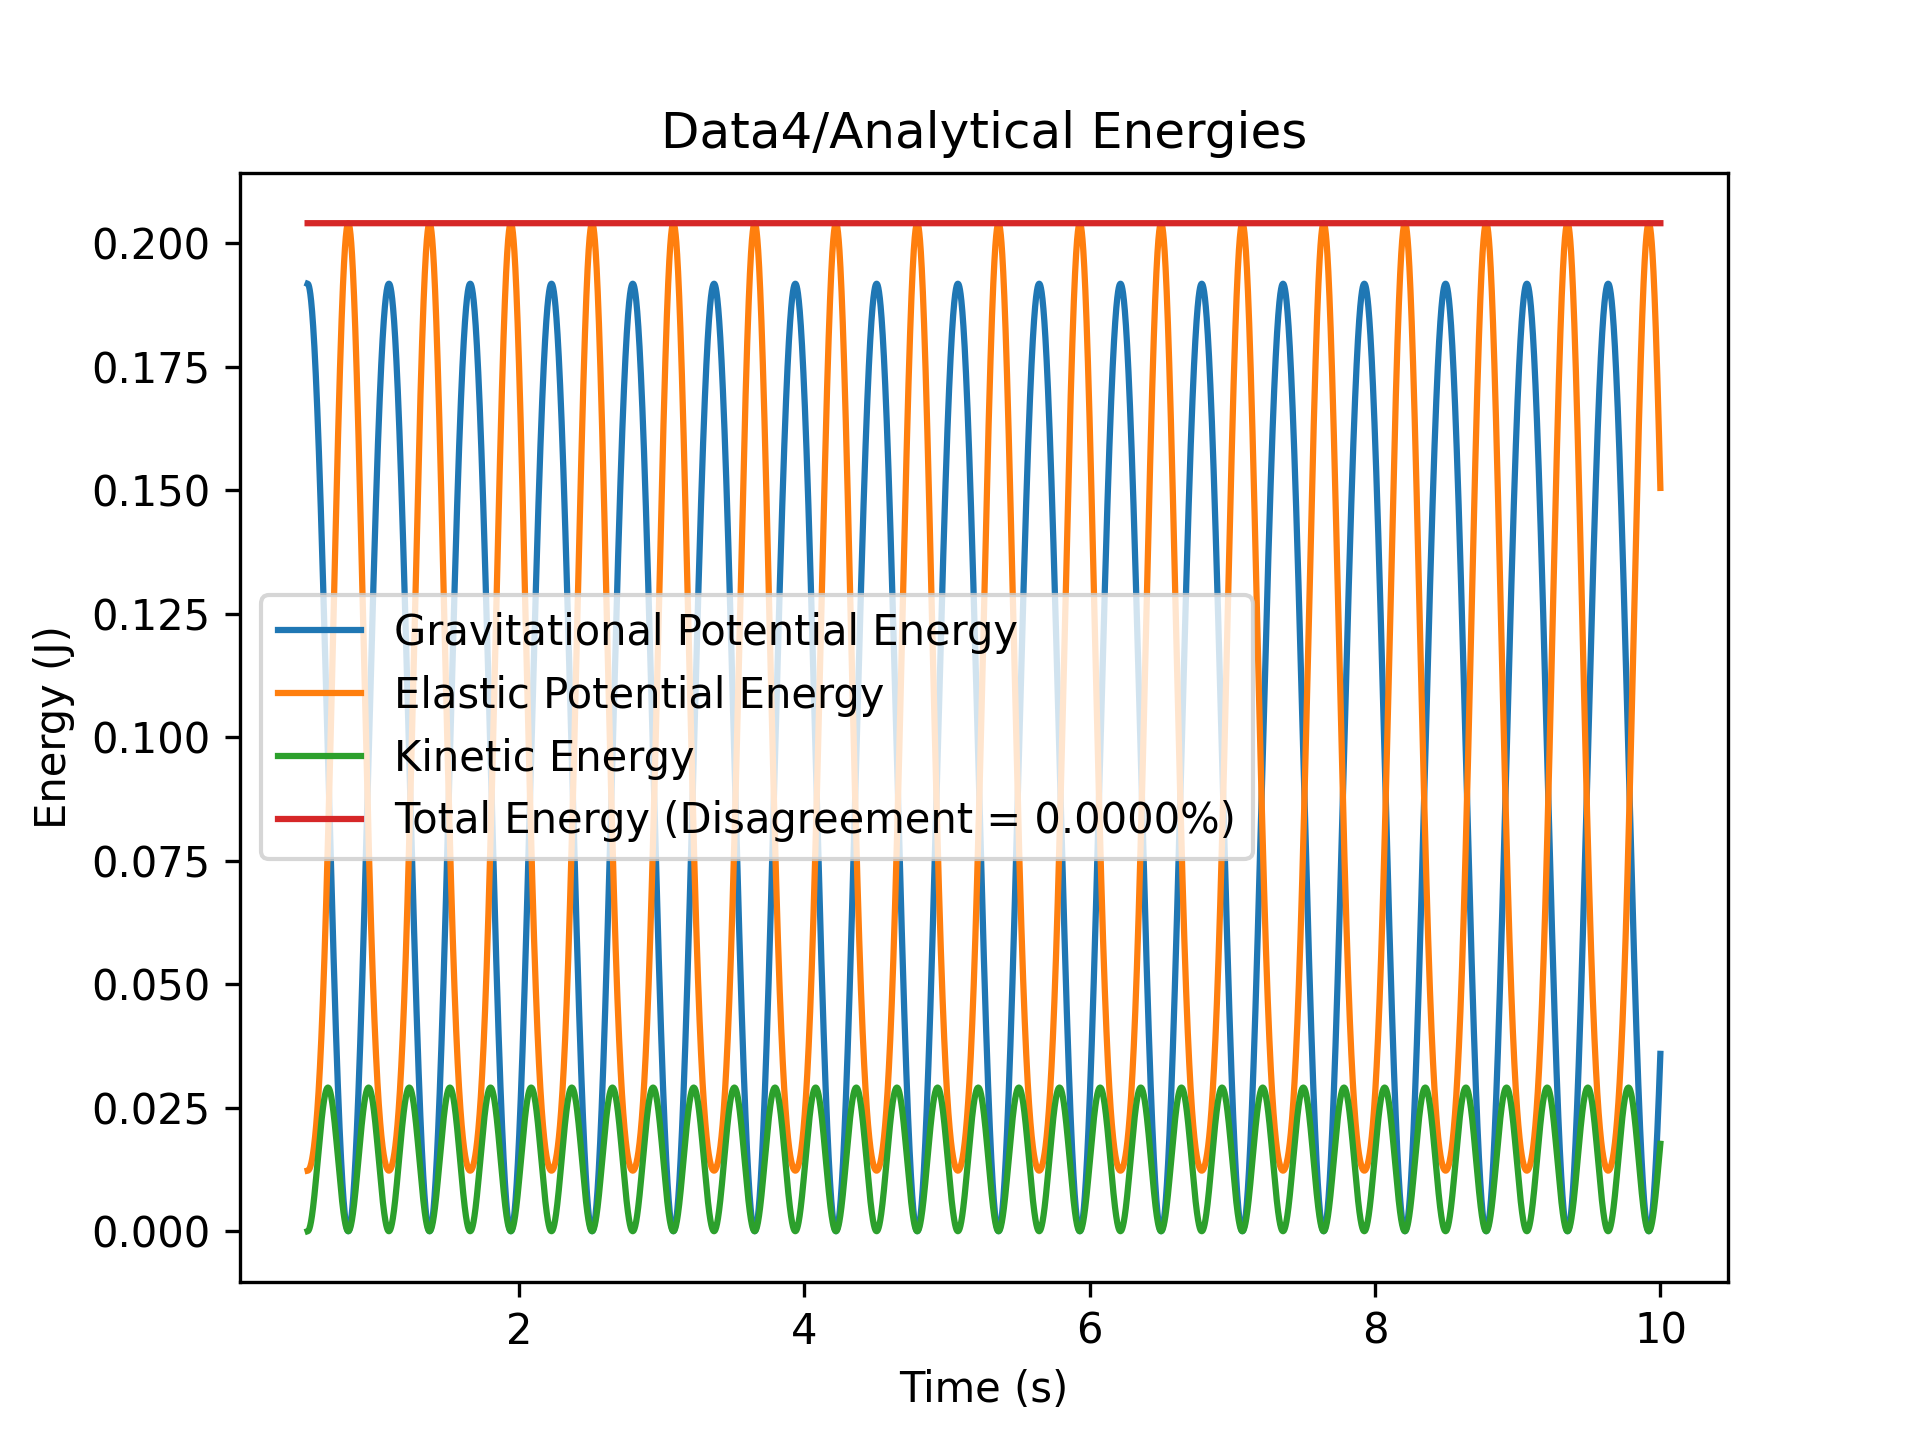 Data4/Analytical Energies
Energy (J)
0.200
0.175
0.150
0.125
0.100
0.075
0.050
0.025
0.000
Gravitational Potential Energy
Elastic Potential Energy
Kinetic Energy
Total Energy (Disagreement = 0.0000%)
2 4 6 8 10
Time (s)